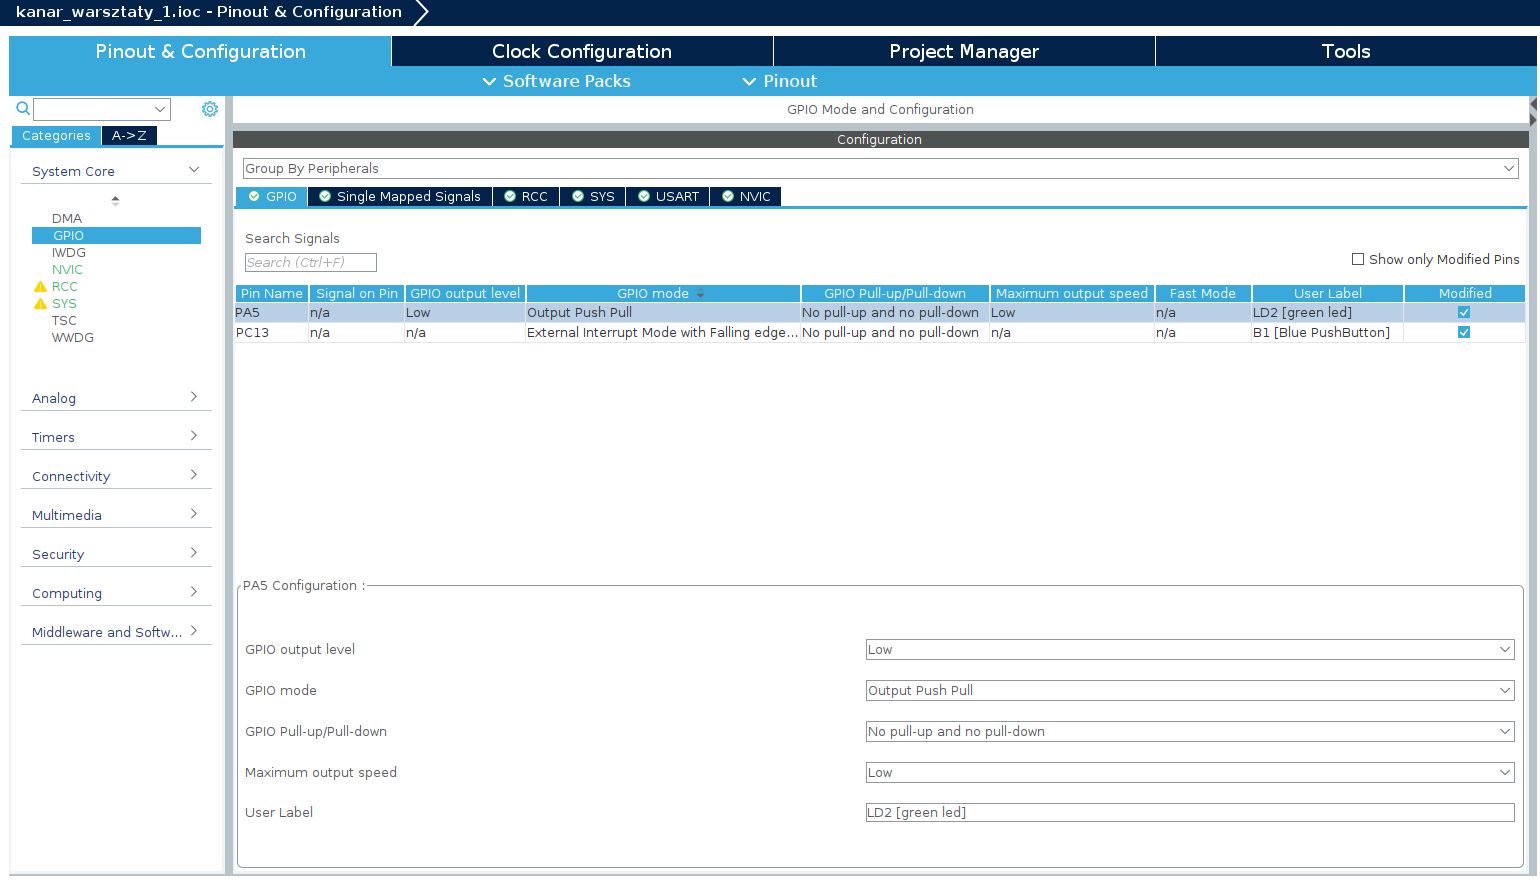 kanar_warsztaty_1.ioc - Pinout & Configuration
Pinout & Configuration
Clock Configuration
Project Manager
Tools
Software Packs
Pinout
Categories
A->Z
System Core
DMA
GPIO
IWDG
NVIC
RCC
SYS
TSC
WWDG
Analog
Timers
Connectivity
Multimedia
Security
Computing
Middleware and Softw...
GPIO Mode and Configuration
Configuration
Group By Peripherals
GPIO Single Mapped Signals RCC SYS USART NVIC
Search Signals
Search (Ctrl+F)
Show only Modified Pins
Pin Name Signal on Pin GPIO output level GPIO mode GPIO Pull-up/Pull-down Maximum output speed Fast Mode User Label Modified
PA5 n/a Low Output Push Pull No pull-up and no pull-down Low n/a LD2 [green led]
PC13 n/a n/a External Interrupt Mode with Falling edge... No pull-up and no pull-down n/a n/a B1 [Blue PushButton]
PA5 Configuration :
GPIO output level Low
GPIO mode Output Push Pull
GPIO Pull-up/Pull-down No pull-up and no pull-down
Maximum output speed Low
User Label LD2 [green led]